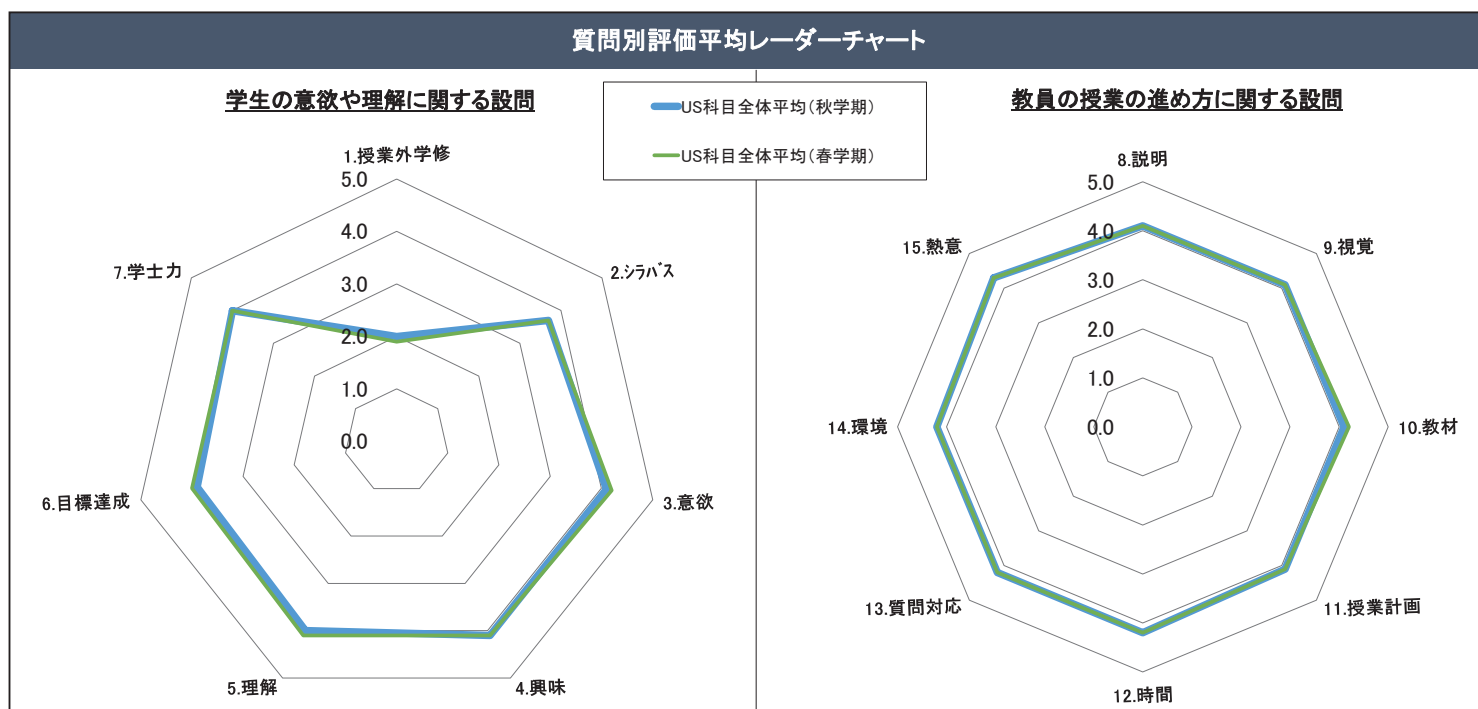 質問別評価平均レーダーチャート
学生の意欲や理解に関する設問
US科目全体平均(秋学期)
US科目全体平均(春学期)
教員の授業の進め方に関する設問
1.授業外学修
5.0
4.0
3.0
2.0
1.0
0.0
2.シラバス
3.意欲
4.興味
5.理解
6.目標達成
7.学士力
8.説明
5.0
4.0
3.0
2.0
1.0
0.0
9.視覚
10.教材
11.授業計画
12.時間
13.質問対応
14.環境
15.熱意